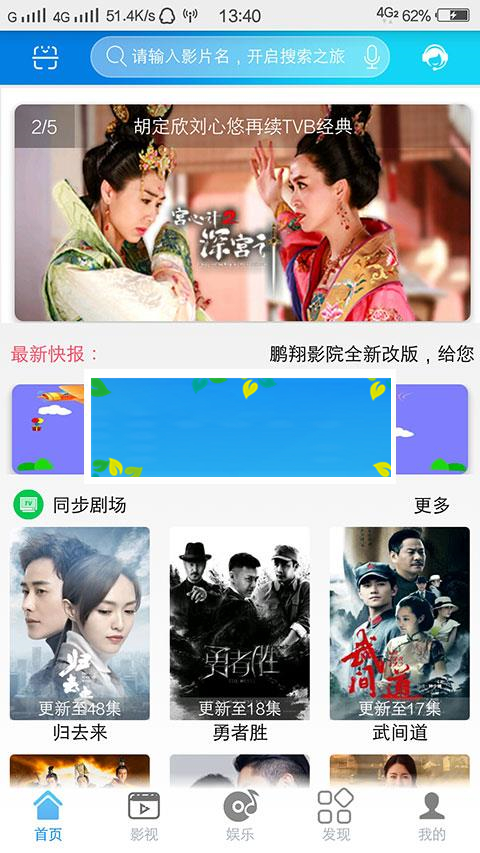 G 4G 51.4K/s 13:40 4G2 62%
请输入影片名，开启搜索之旅
2/5 胡定欣刘心悠再续TVB经典
宫心计2
深宫计
最新快报： 鹏翔影院全新改版，给您
TV 同步剧场 更多
归去来 勇者胜 武间道
更新至48集 更新至18集 更新至17集
归去来 勇者胜 武间道
首页 影视 娱乐 发现 我的